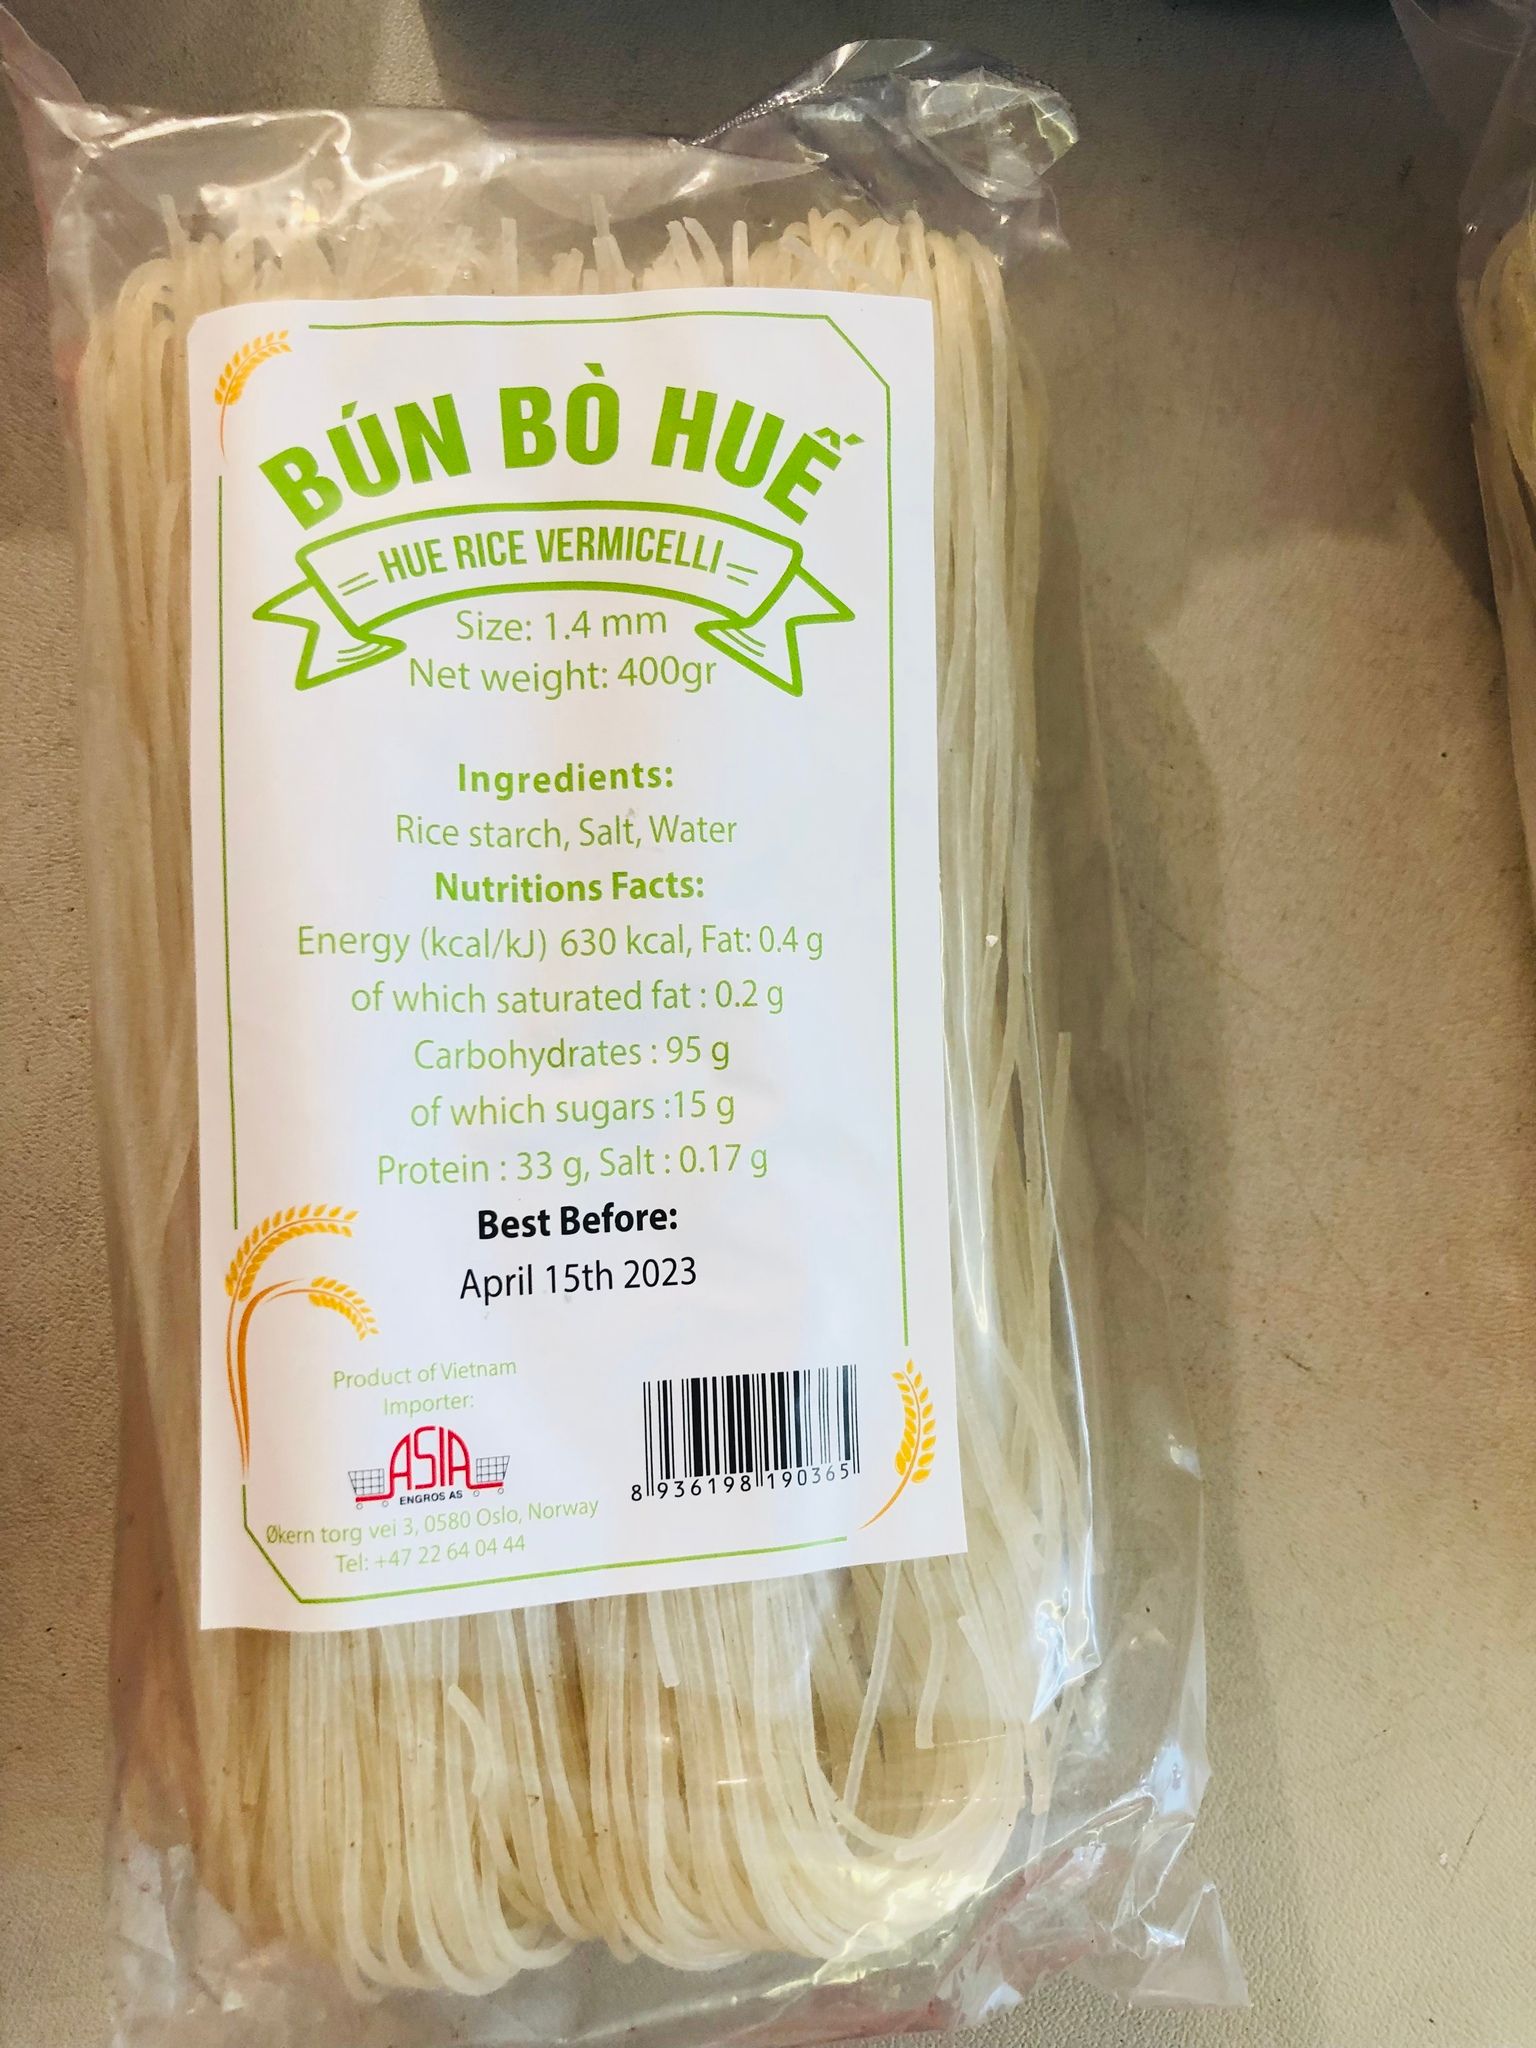 BÚN BÒ HUẾ
HUE RICE VERMICELLI
Size: 1.4 mm
Net weight: 400gr
Ingredients:
Rice starch, Salt, Water
Nutritions Facts:
Energy (kcal/kJ) 630 kcal, Fat: 0.4 g
of which saturated fat : 0.2 g
Carbohydrates : 95 g
of which sugars :15 g
Protein : 33 g, Salt : 0.17 g
Best Before:
April 15th 2023
Product of Vietnam
Importer:
ASIA
ENGROS AS
Økern torg vei 3, 0580 Oslo, Norway
Tel: +47 22 64 04 44
8 936198 190365